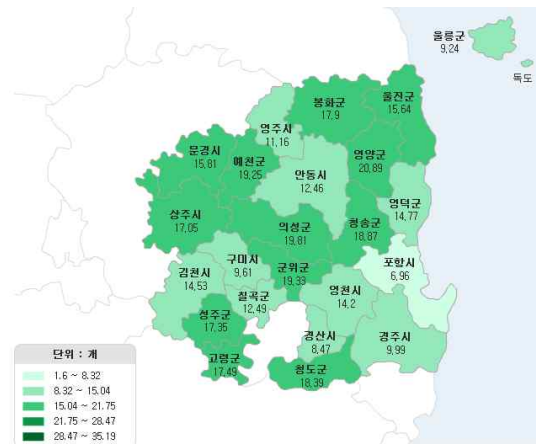 울릉군
9,24
독도
봉화군
17,9
울진군
15,64
영주시
11,16
문경시
15,81
예천군
19,25
안동시
12,46
영양군
20,89
영덕군
14,77
상주시
17,05
의성군
19,81
청송군
18,87
구미시
9,61
군위군
19,33
포항시
6,96
김천시
14,53
칠곡군
12,49
영천시
14,2
성주군
17,35
경산시
8,47
경주시
9,99
고령군
17,49
청도군
18,39
단위 : 개
1.6 ~ 8.32
8.32 ~ 15.04
15.04 ~ 21.75
21.75 ~ 28.47
28.47 ~ 35.19